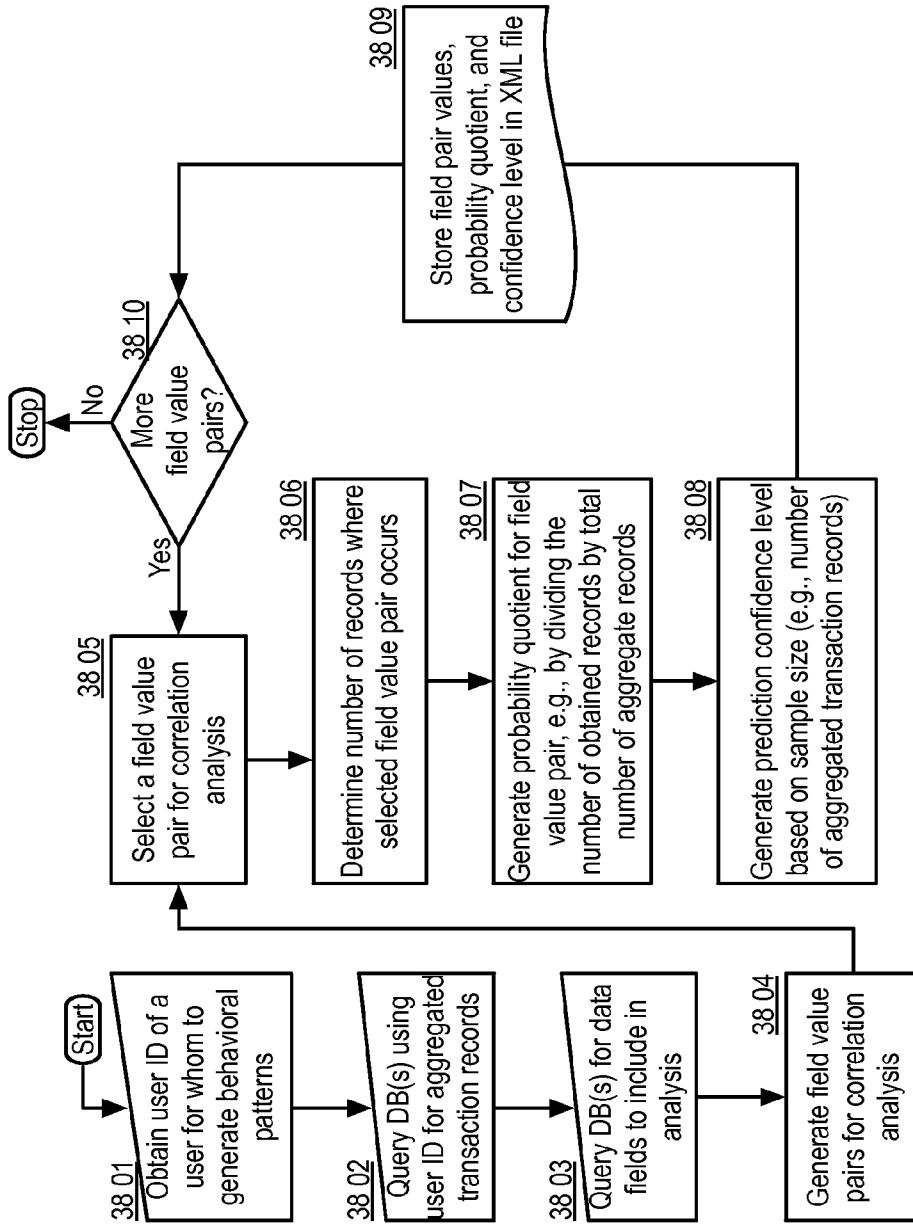 Start
38 01
Obtain user ID of a
user for whom to
generate behavioral
patterns
38 02
Query DB(s) using
user ID for aggregated
transaction records
38 03
Query DB(s) for data
fields to include in
analysis
38 04
Generate field value
pairs for correlation
analysis
38 05
Select a field value
pair for correlation
analysis
38 06
Determine number of records where
selected field value pair occurs
38 07
Generate probability quotient for field
value pair, e.g., by dividing the
number of obtained records by total
number of aggregate records
38 08
Generate prediction confidence level
based on sample size (e.g., number
of aggregated transaction records)
38 09
Store field pair values,
probability quotient, and
confidence level in XML file
38 10
More
field value
pairs?
Yes
No
Stop